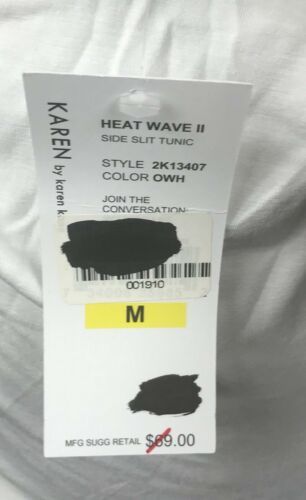 KAREN by karen k
HEAT WAVE II
SIDE SLIT TUNIC
STYLE 2K13407
COLOR OWH
JOIN THE
CONVERSATION:
001910
M
MFG SUGG RETAIL $69.00